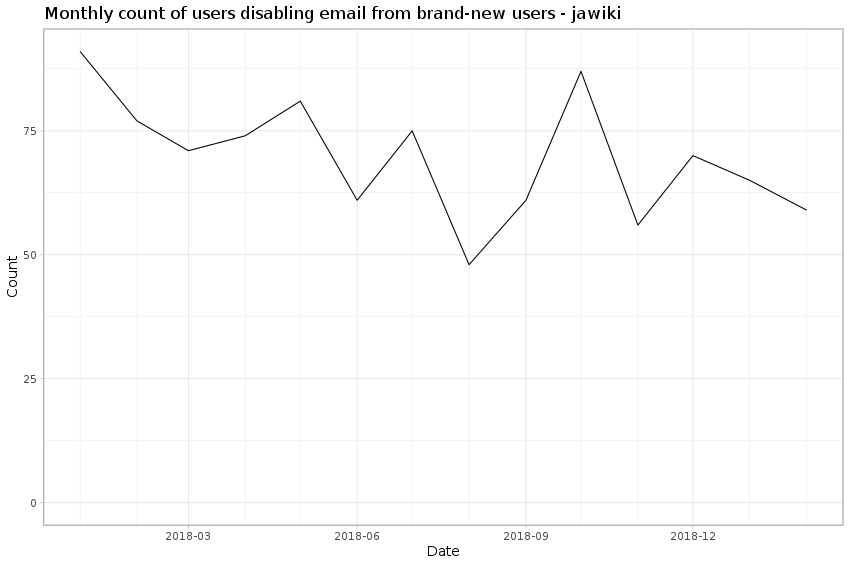 Monthly count of users disabling email from brand-new users - jawiki
Count
75
50
25
0
2018-03 2018-06 2018-09 2018-12
Date